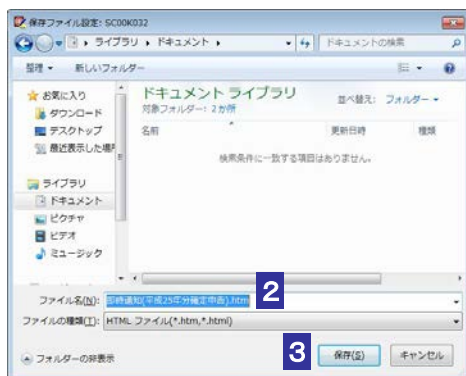 保存ファイル設定: SC00K032
ライブラリ ▸ ドキュメント ▸
ドキュメントの検索
整理 ▾ 新しいフォルダー
お気に入り
ダウンロード
デスクトップ
最近表示した場所
ライブラリ
ドキュメント
ピクチャ
ビデオ
ミュージック
ドキュメント ライブラリ
対象フォルダー: 2 か所
並べ替え: フォルダー ▾
名前 更新日時 種類
検索条件に一致する項目はありません。
ファイル名(N): 即時通知(平成25年分確定申告).htm
2
ファイルの種類(T): HTML ファイル(*.htm,*.html)
フォルダーの非表示
3
保存(S) キャンセル